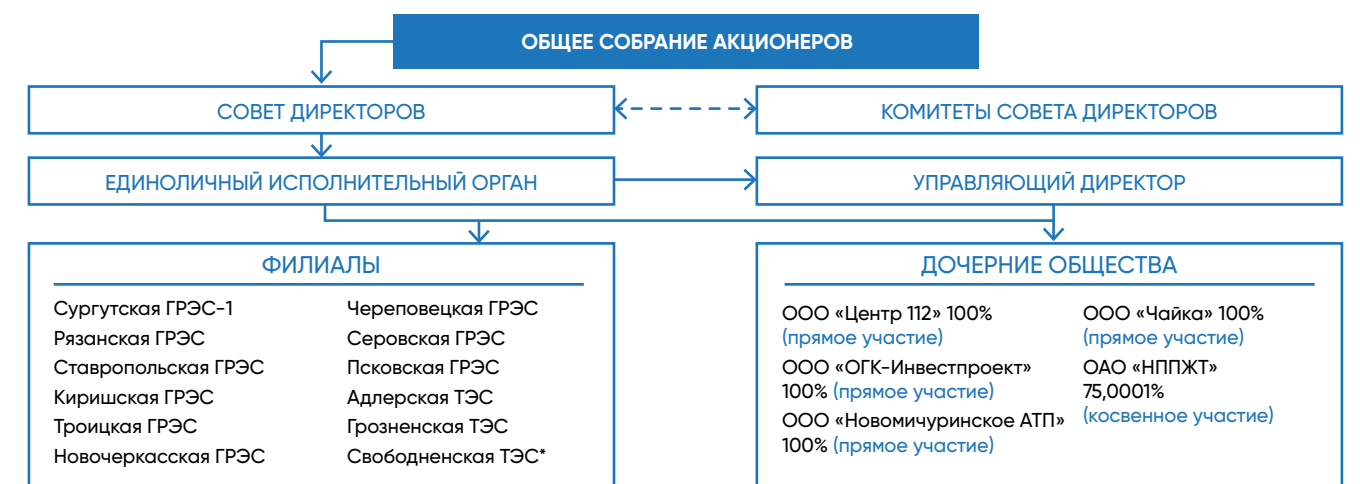 ОБЩЕЕ СОБРАНИЕ АКЦИОНЕРОВ
СОВЕТ ДИРЕКТОРОВ
КОМИТЕТЫ СОВЕТА ДИРЕКТОРОВ
ЕДИНОЛИЧНЫЙ ИСПОЛНИТЕЛЬНЫЙ ОРГАН
УПРАВЛЯЮЩИЙ ДИРЕКТОР
ФИЛИАЛЫ
Сургутская ГРЭС-1
Рязанская ГРЭС
Ставропольская ГРЭС
Киришская ГРЭС
Троицкая ГРЭС
Новочеркасская ГРЭС
Череповецкая ГРЭС
Серовская ГРЭС
Псковская ГРЭС
Адлерская ТЭС
Грозненская ТЭС
Свободненская ТЭС*
ДОЧЕРНИЕ ОБЩЕСТВА
ООО «Центр 112» 100%
(прямое участие)
ООО «ОГК-Инвестпроект»
100% (прямое участие)
ООО «Новомичуринское АТП»
100% (прямое участие)
ООО «Чайка» 100%
(прямое участие)
ОАО «НППЖТ»
75,0001%
(косвенное участие)